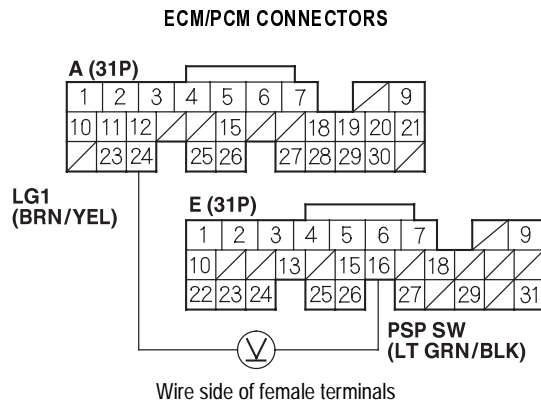 ECM/PCM CONNECTORS
A (31P)
1 2 3 4 5 6 7 9
10 11 12 15 18 19 20 21
23 24 25 26 27 28 29 30
LG1
(BRN/YEL)
E (31P)
1 2 3 4 5 6 7 9
10 13 15 16 18
22 23 24 25 26 27 29 31
V
PSP SW
(LT GRN/BLK)
Wire side of female terminals